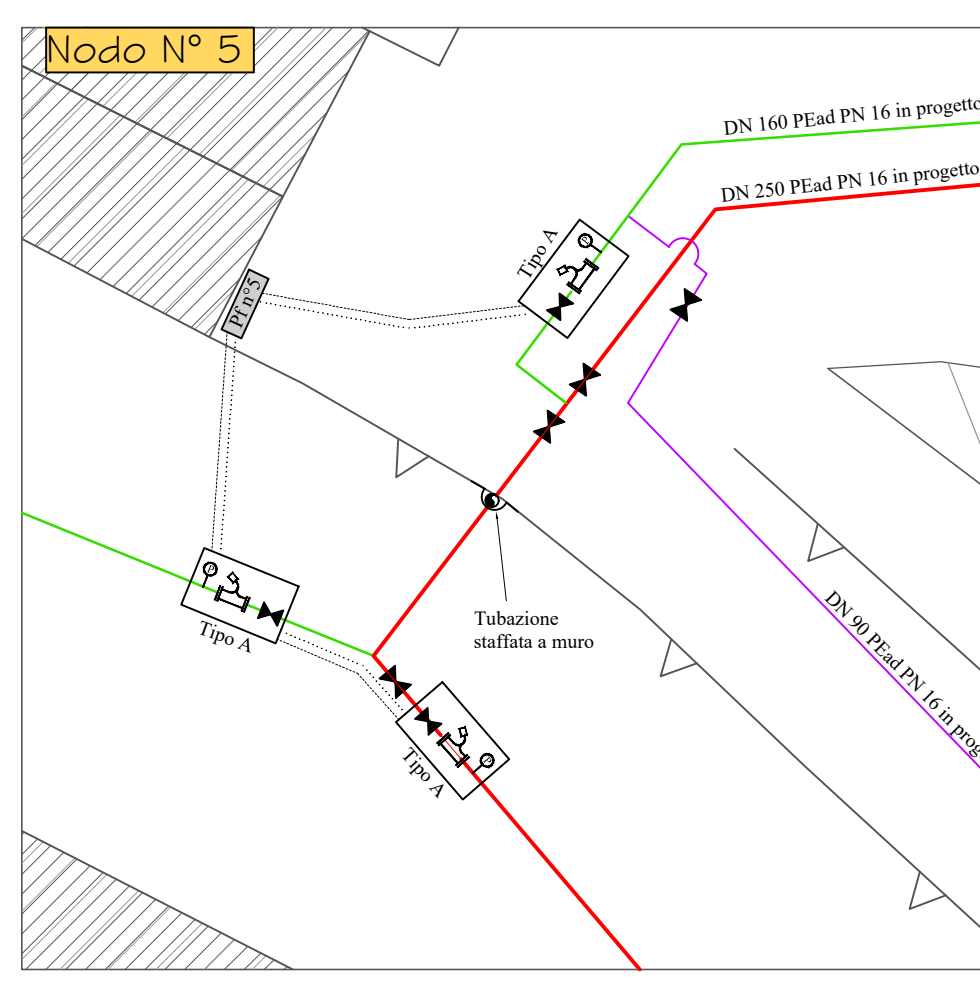 Nodo N° 5
DN 160 PEad PN 16 in progetto
DN 250 PEad PN 16 in progetto
Tipo A
P
Pf n°5
P
Tipo A
Tubazione
staffata a muro
DN 90 PEad PN 16 in prog
Tipo A
P